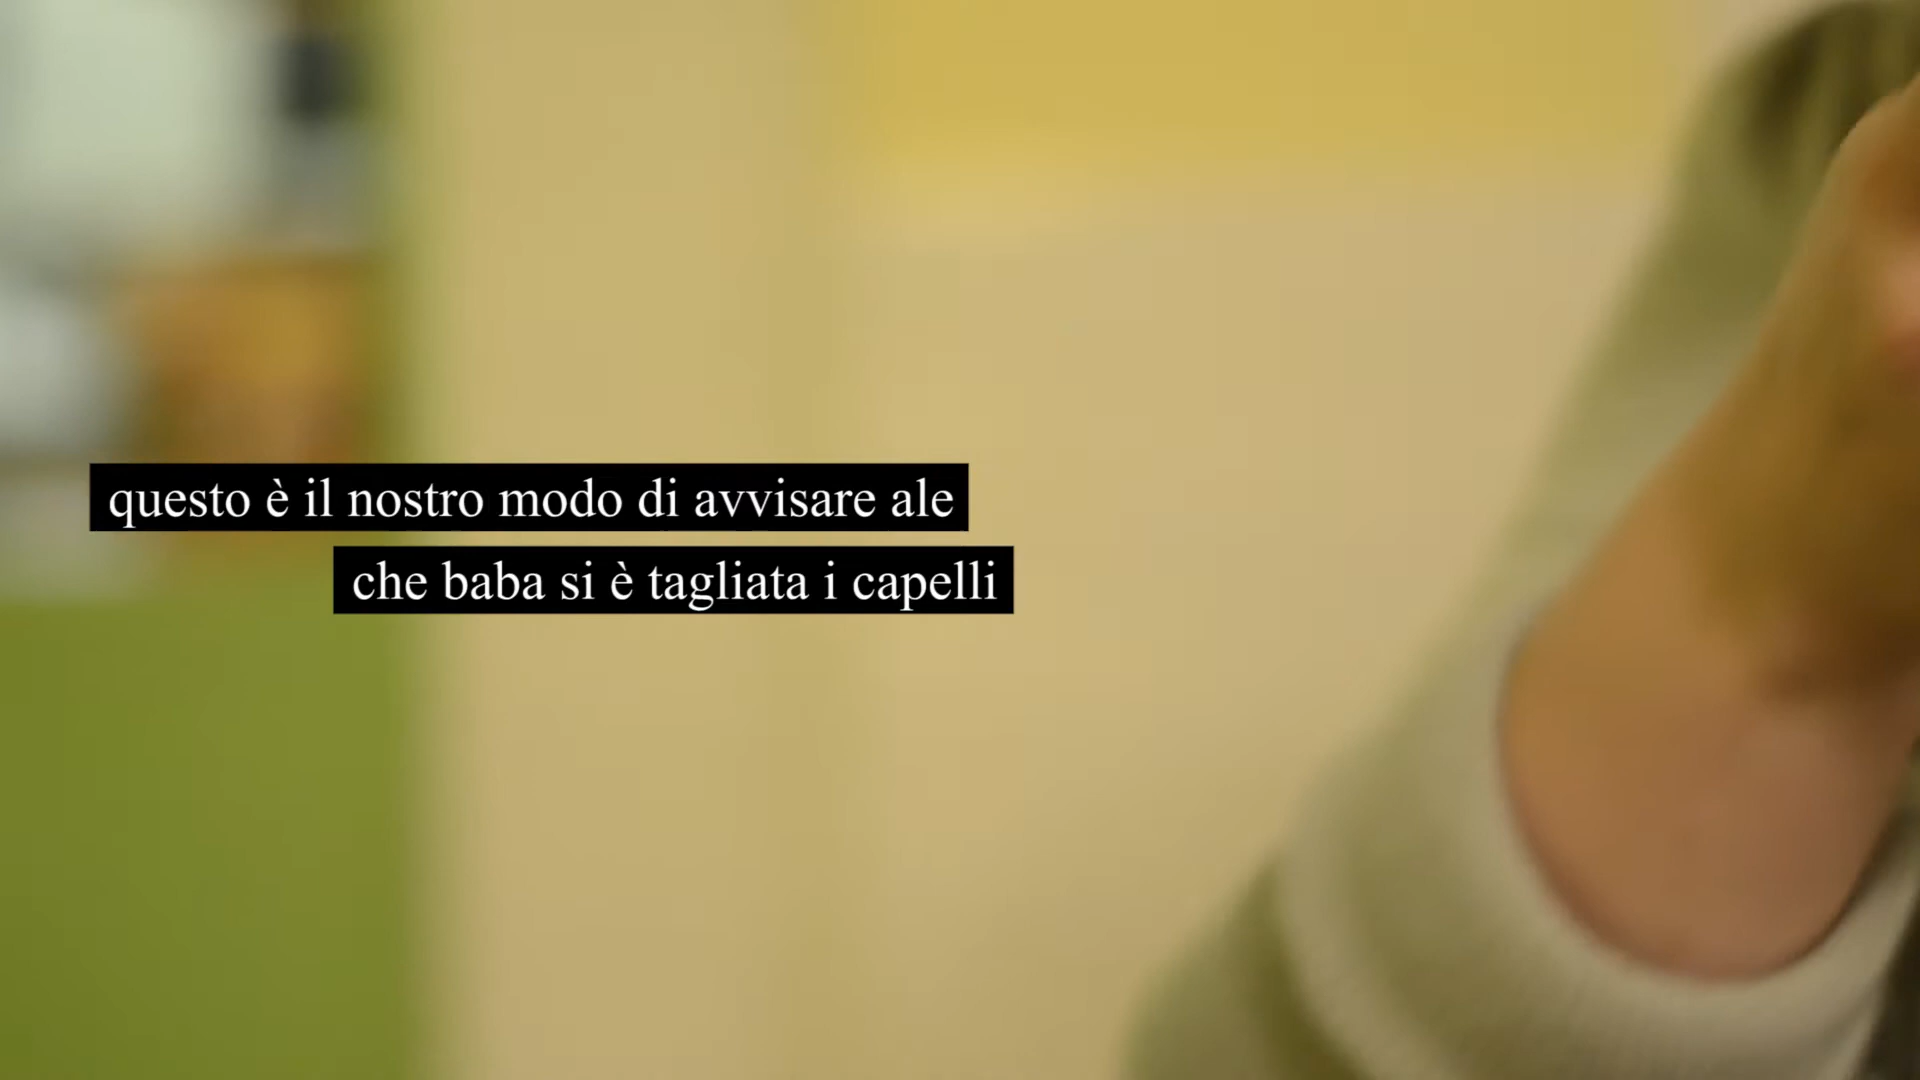 questo è il nostro modo di avvisare ale
che baba si è tagliata i capelli